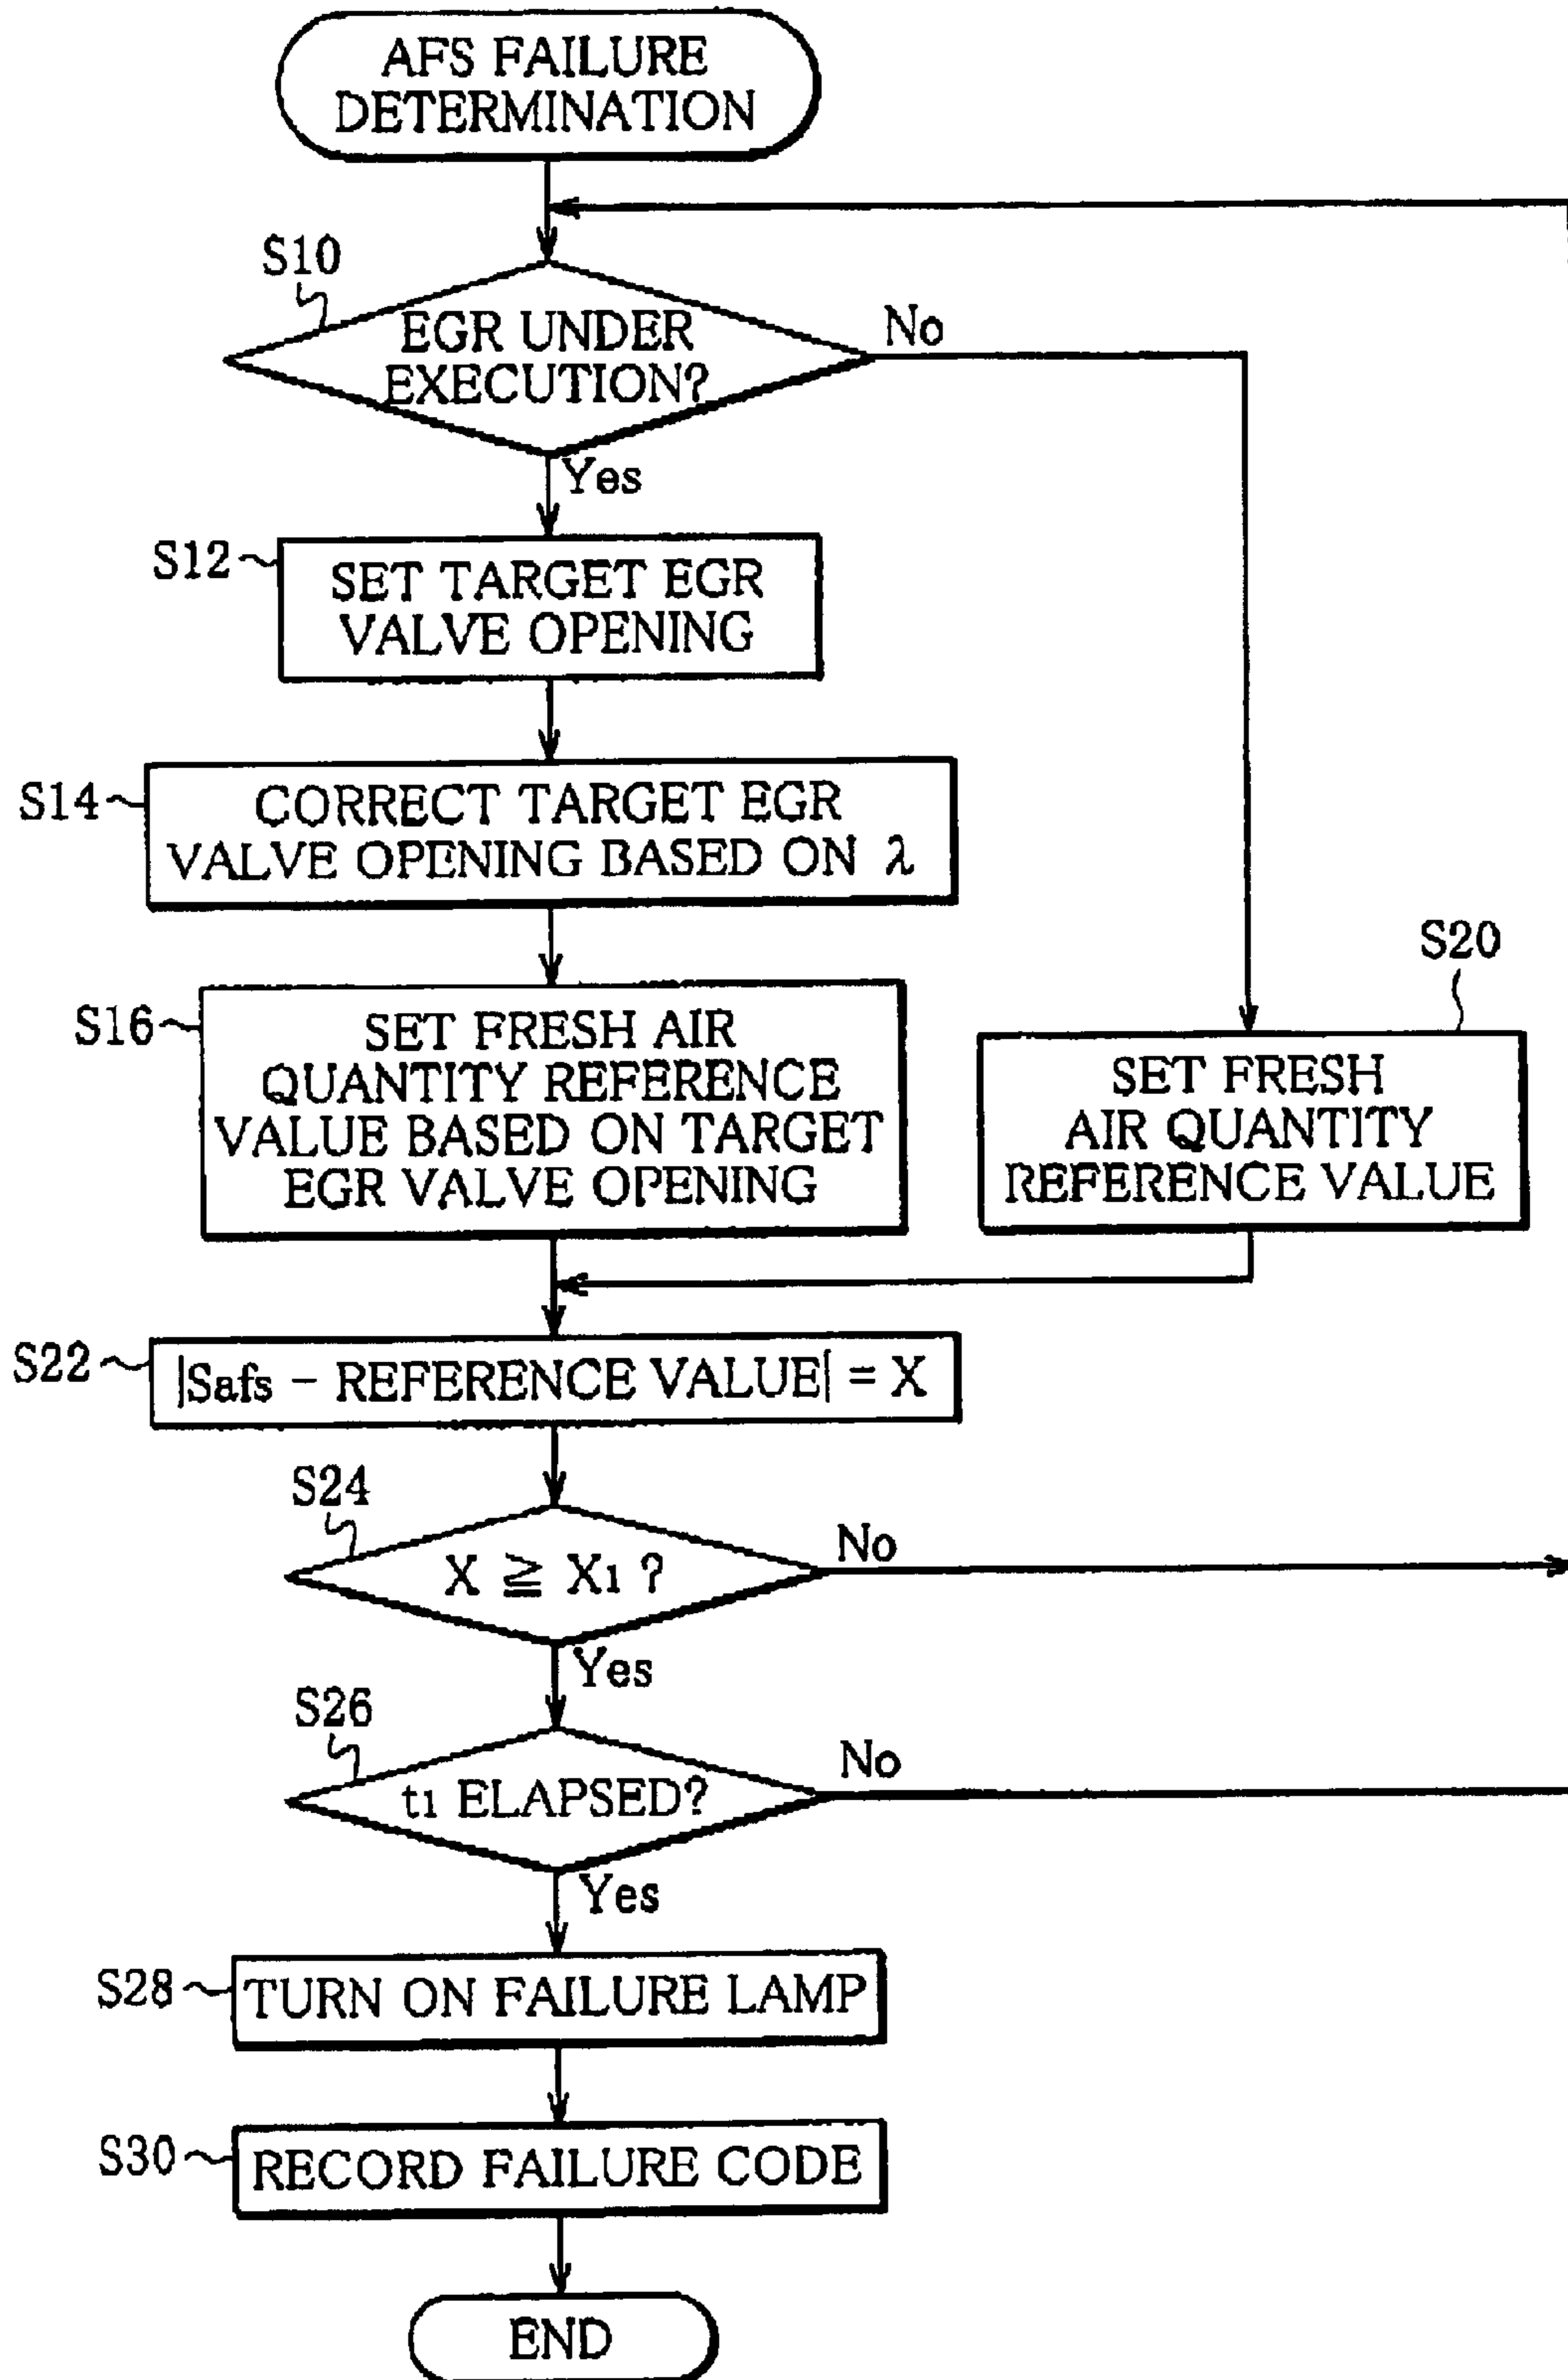 AFS FAILURE
DETERMINATION
S10
EGR UNDER
EXECUTION?
No
Yes
S12
SET TARGET EGR
VALVE OPENING
S14
CORRECT TARGET EGR
VALVE OPENING BASED ON λ
S16
SET FRESH AIR
QUANTITY REFERENCE
VALUE BASED ON TARGET
EGR VALVE OPENING
S20
SET FRESH
AIR QUANTITY
REFERENCE VALUE
S22
|Safs − REFERENCE VALUE| = X
S24
X ≧ X1 ?
No
Yes
S26
t1 ELAPSED?
No
Yes
S28
TURN ON FAILURE LAMP
S30
RECORD FAILURE CODE
END